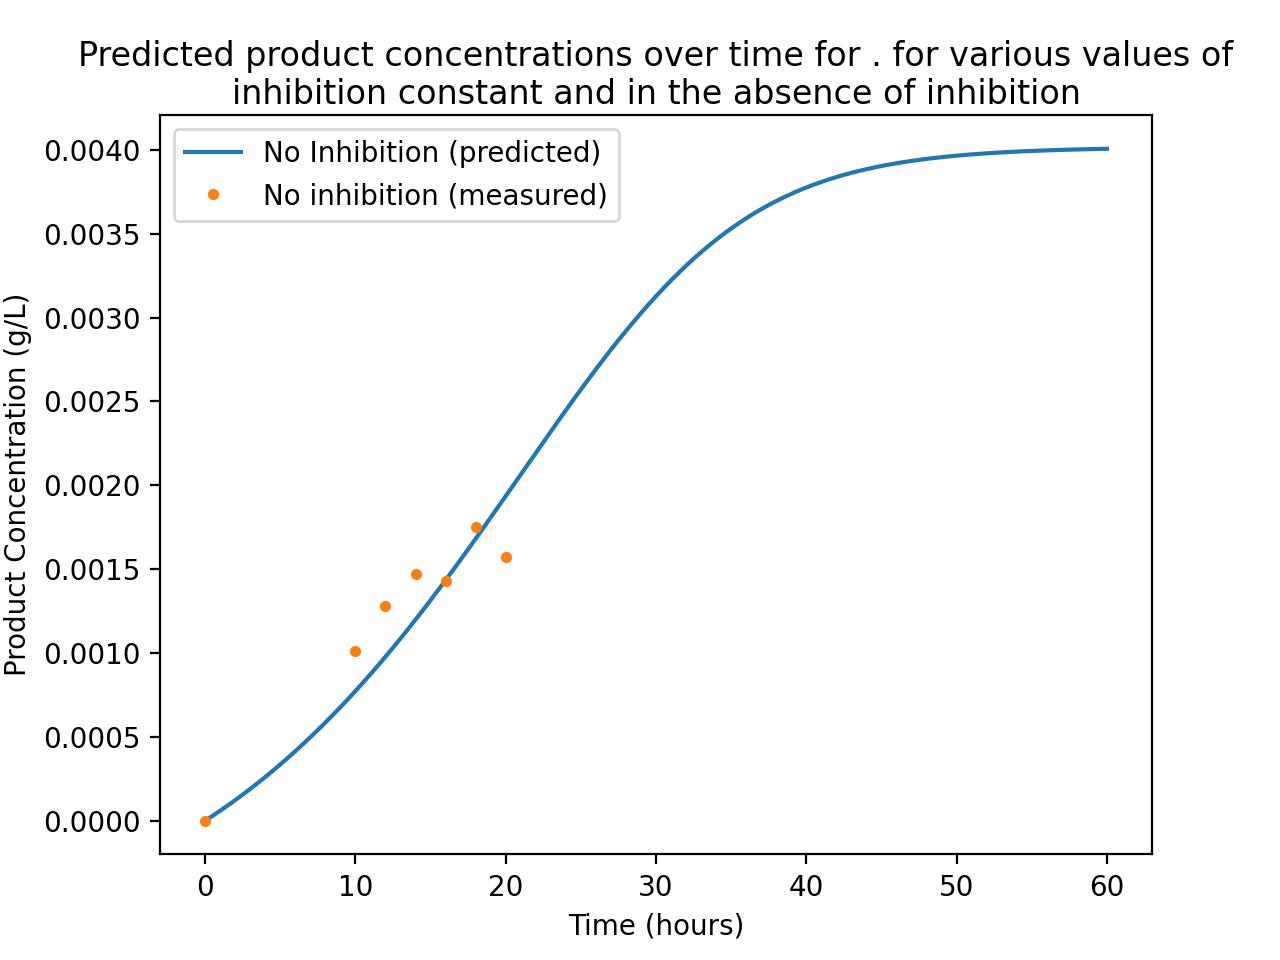 Predicted product concentrations over time for . for various values of
inhibition constant and in the absence of inhibition
No Inhibition (predicted)
No inhibition (measured)
Product Concentration (g/L)
0.0040
0.0035
0.0030
0.0025
0.0020
0.0015
0.0010
0.0005
0.0000
0 10 20 30 40 50 60
Time (hours)